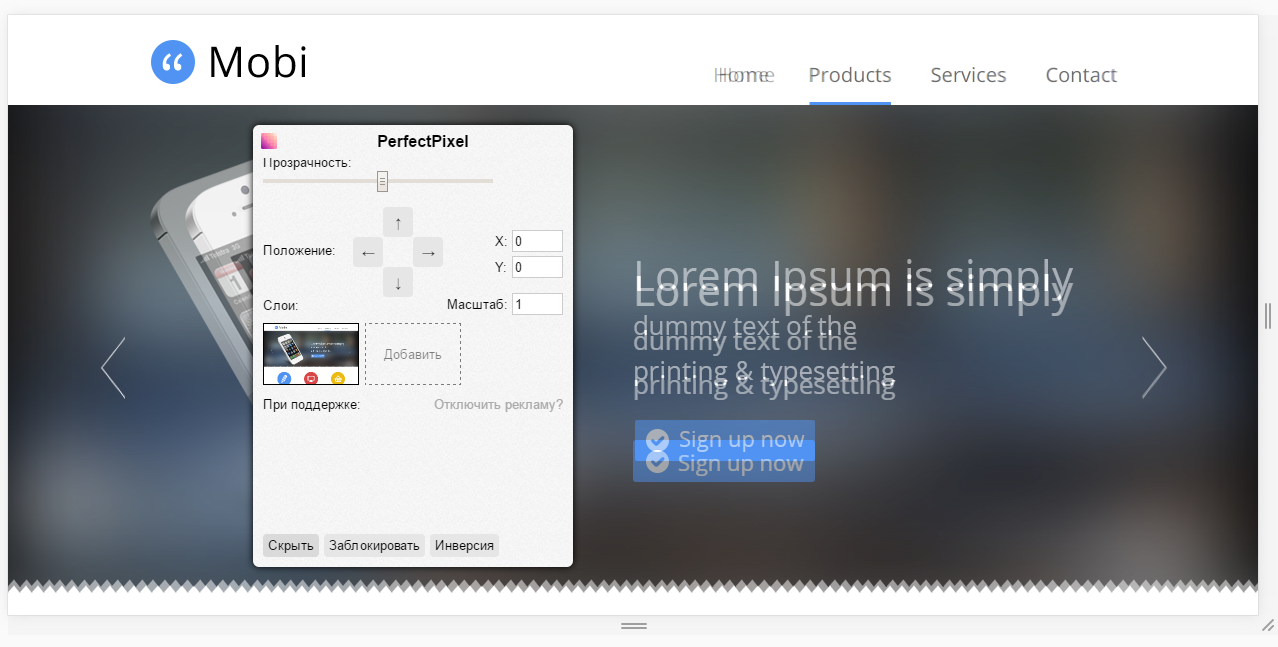 Mobi
Home Products Services Contact
PerfectPixel
Прозрачность:
Положение:
X: 0
Y: 0
Слои:
Масштаб: 1
Добавить
При поддержке: Отключить рекламу?
Скрыть Заблокировать Инверсия
Lorem Ipsum is simply
Lorem Ipsum is simply
dummy text of the
dummy text of the
printing & typesetting
printing & typesetting
Sign up now
Sign up now